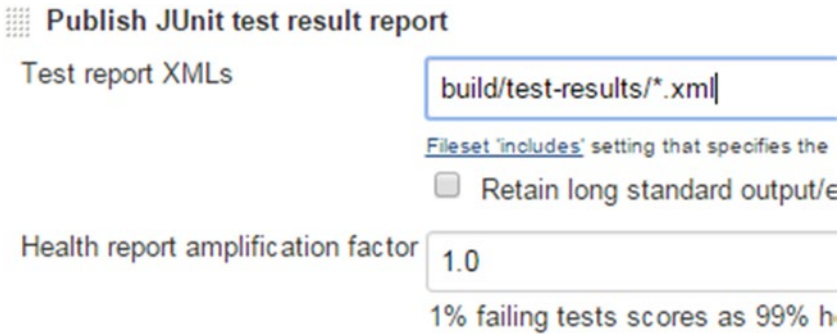 Publish JUnit test result report
Test report XMLs
build/test-results/*.xml
Fileset 'includes' setting that specifies the
Retain long standard output/e
Health report amplification factor
1.0
1% failing tests scores as 99% h